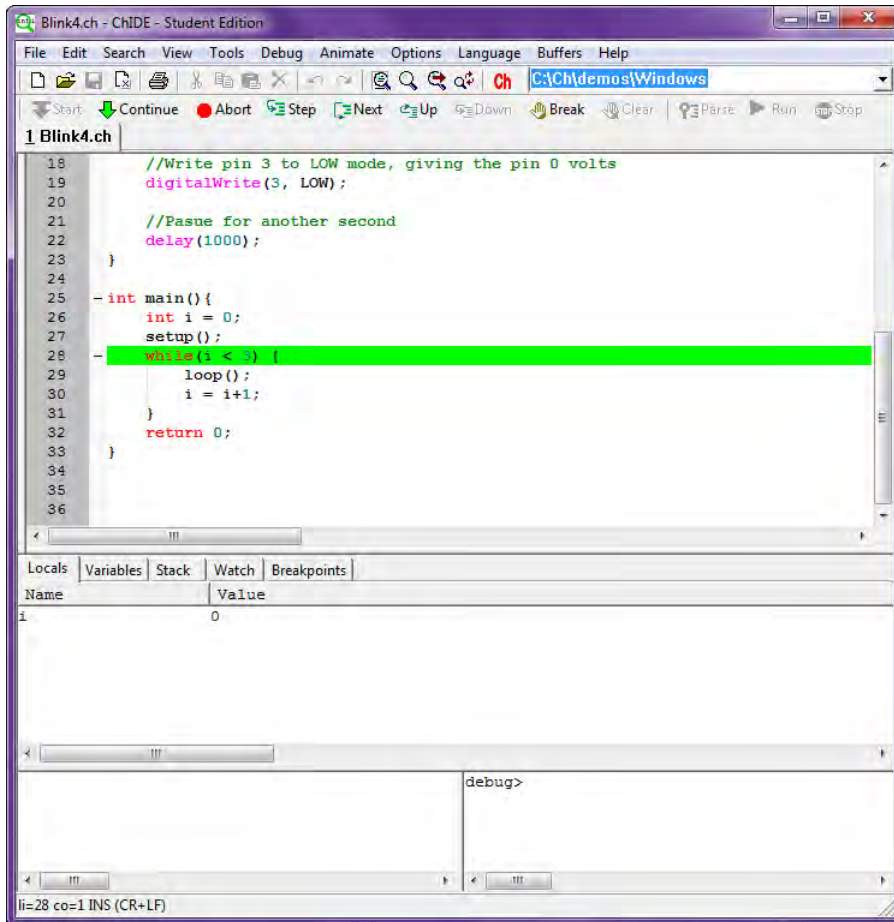 Blink4.ch - ChIDE - Student Edition
File Edit Search View Tools Debug Animate Options Language Buffers Help
Ch C:\Ch\demos\Windows
Start Continue Abort Step Next Up Down Break Clear Parse Run Stop
1 Blink4.ch
18 //Write pin 3 to LOW mode, giving the pin 0 volts
19 digitalWrite(3, LOW);
20
21 //Pasue for another second
22 delay(1000);
23 }
24
25 int main(){
26 int i = 0;
27 setup();
28 while(i < 3) {
29 loop();
30 i = i+1;
31 }
32 return 0;
33 }
34
35
36
Locals Variables Stack Watch Breakpoints
Name Value
i 0
debug>
li=28 co=1 INS (CR+LF)